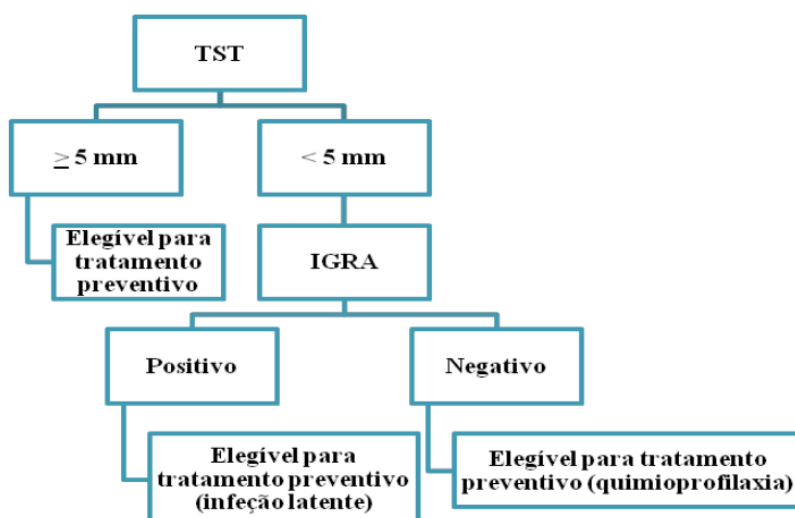 TST
≥ 5 mm
< 5 mm
Elegível para
tratamento
preventivo
IGRA
Positivo
Negativo
Elegível para
tratamento preventivo
(infeção latente)
Elegível para tratamento
preventivo (quimioprofilaxia)